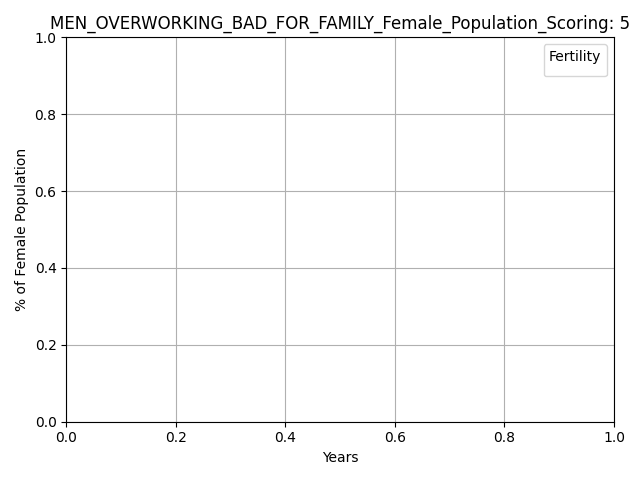 MEN_OVERWORKING_BAD_FOR_FAMILY_Female_Population_Scoring: 5
Fertility
% of Female Population
1.0
0.8
0.6
0.4
0.2
0.0
0.0 0.2 0.4 0.6 0.8 1.0
Years